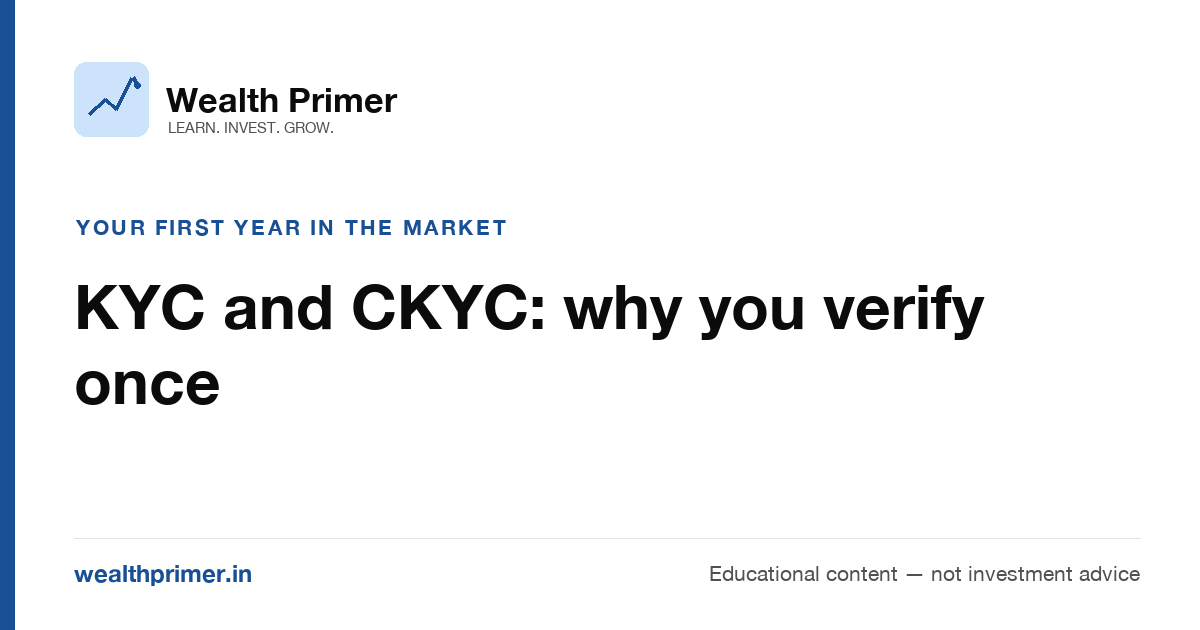 Wealth Primer
LEARN. INVEST. GROW.
YOUR FIRST YEAR IN THE MARKET
KYC and CKYC: why you verify
once
wealthprimer.in
Educational content — not investment advice